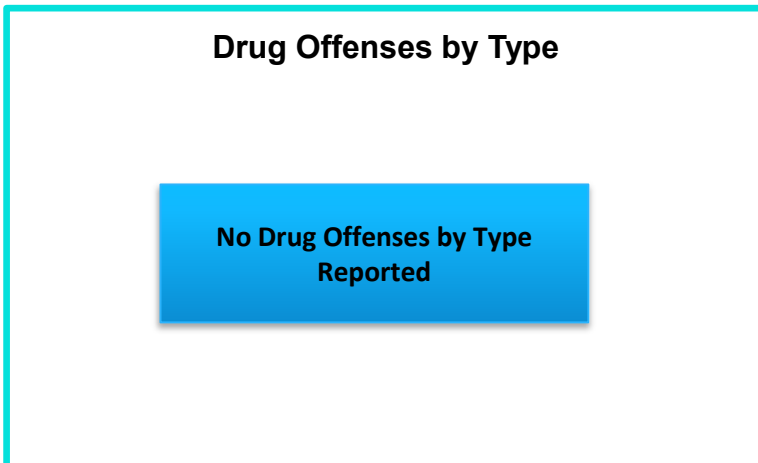 Drug Offenses by Type
No Drug Offenses by Type
Reported